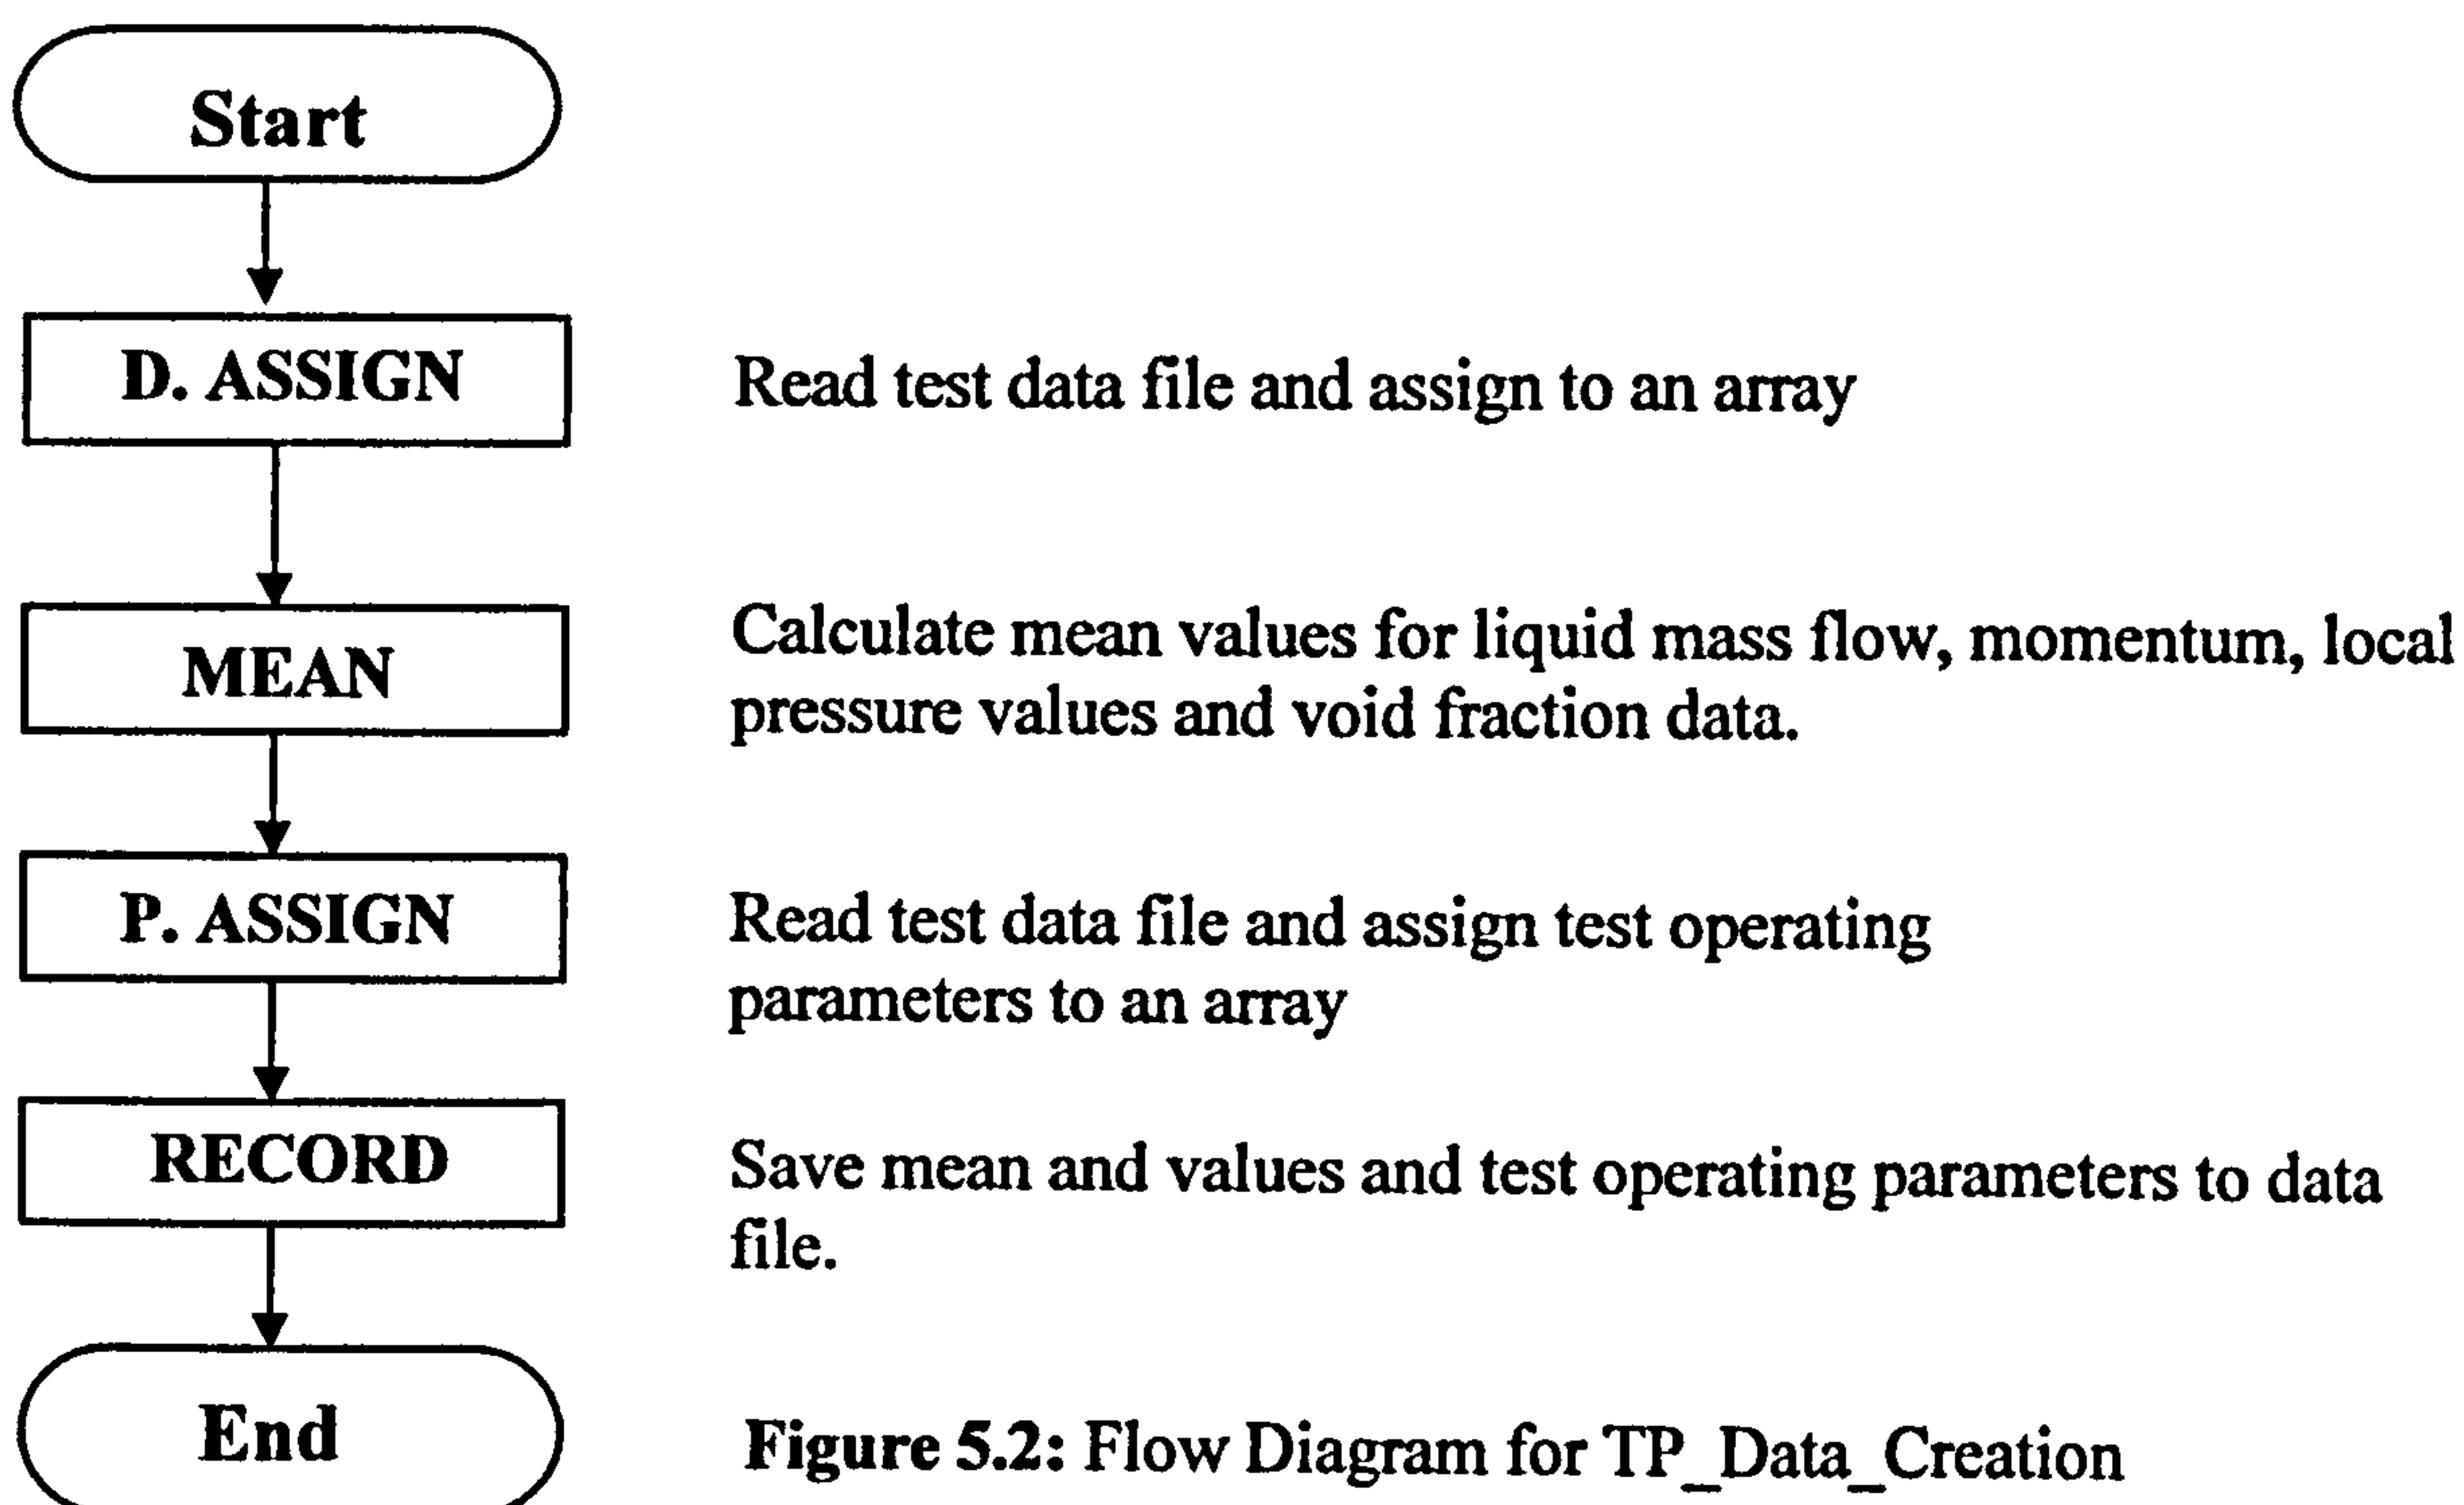 Start
D. ASSIGN
Read test data file and assign to an array
MEAN
Calculate mean values for liquid mass flow, momentum, local
pressure values and void fraction data.
P. ASSIGN
Read test data file and assign test operating
parameters to an array
RECORD
Save mean and values and test operating parameters to data
file.
End
Figure 5.2: Flow Diagram for TP_Data_Creation